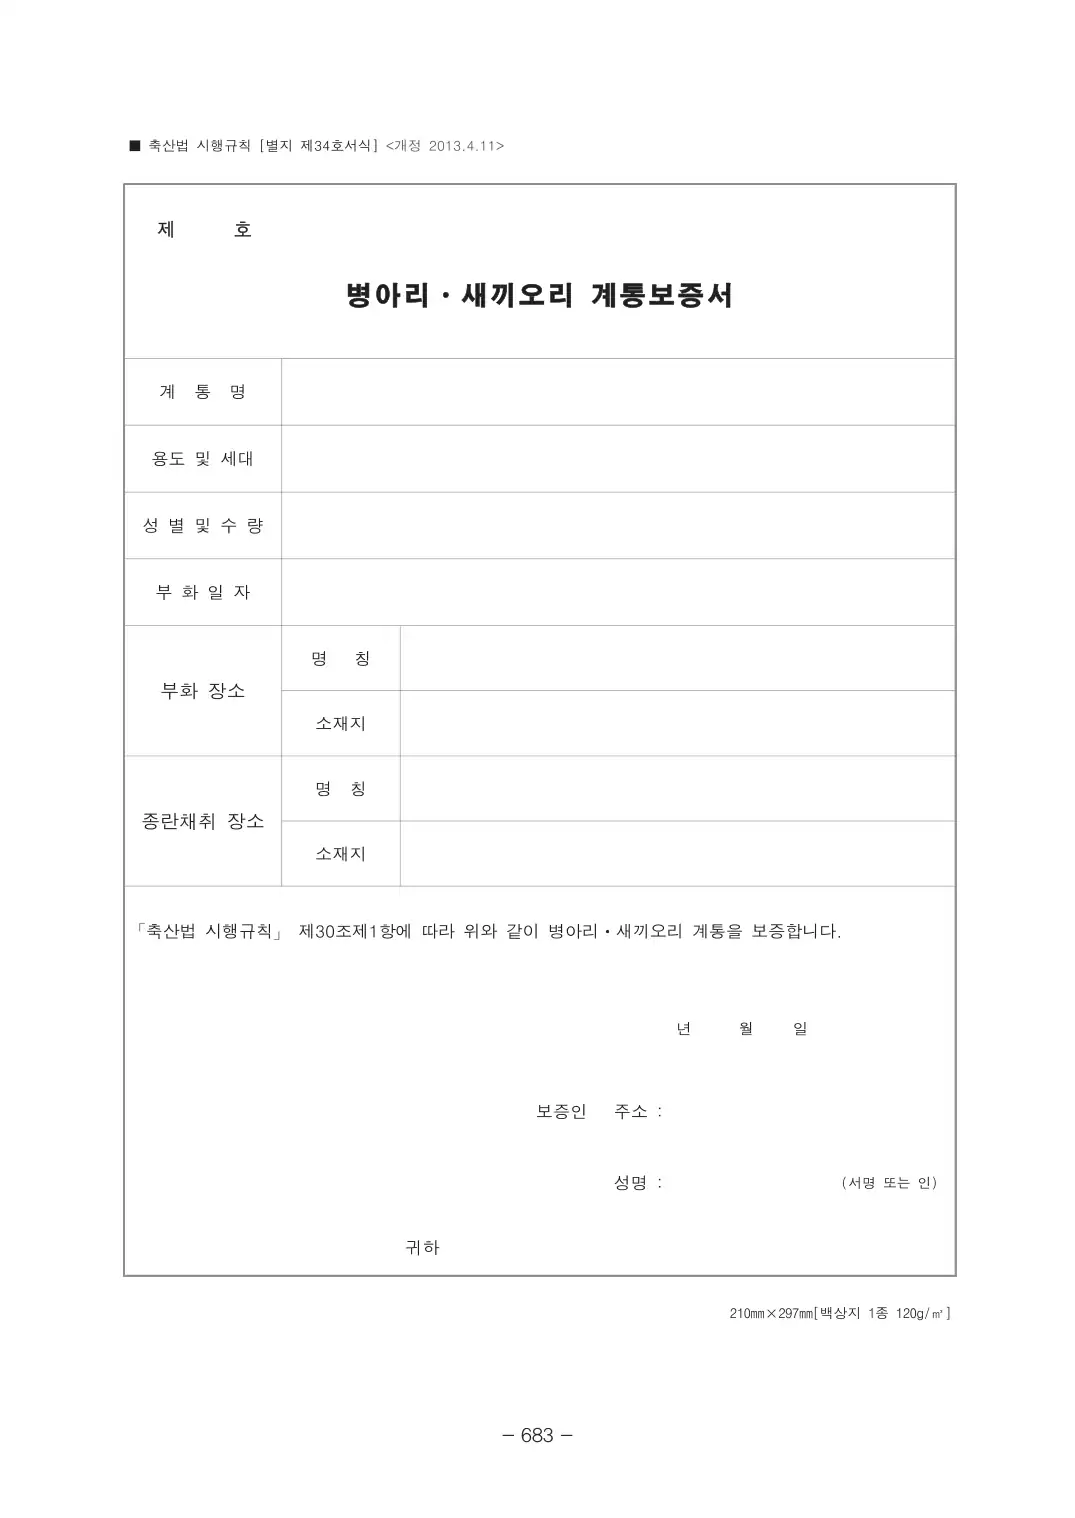 ■ 축산법 시행규칙 [별지 제34호서식] <개정 2013.4.11>
제 호
병아리・새끼오리 계통보증서
계 통 명
용도 및 세대
성 별 및 수 량
부 화 일 자
부화 장소
명 칭
소재지
종란채취 장소
명 칭
소재지
「축산법 시행규칙」 제30조제1항에 따라 위와 같이 병아리・새끼오리 계통을 보증합니다.
년 월 일
보증인 주소 :
성명 : (서명 또는 인)
귀하
210㎜×297㎜[백상지 1종 120g/㎡]
– 683 –